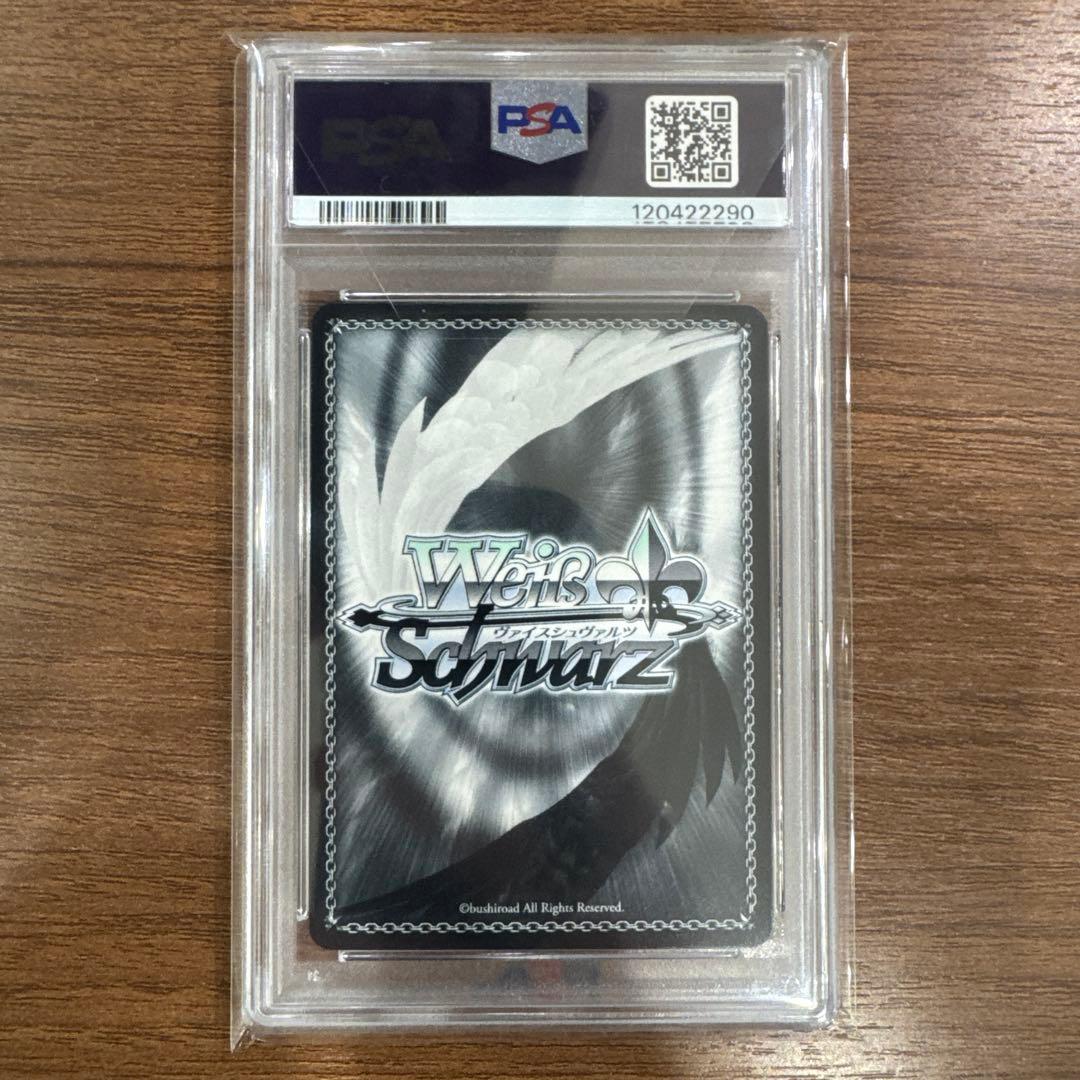 PSA
PSA
120422290
Weiß
ヴァイスシュヴァルツ
Schwarz
©bushiroad All Rights Reserved.